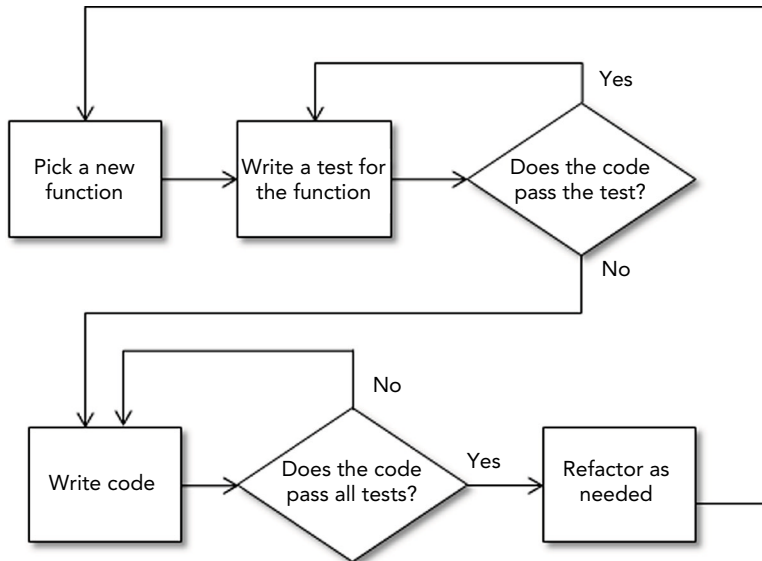 Yes
Pick a new
function
Write a test for
the function
Does the code
pass the test?
No
No
Write code
Does the code
pass all tests?
Yes
Refactor as
needed